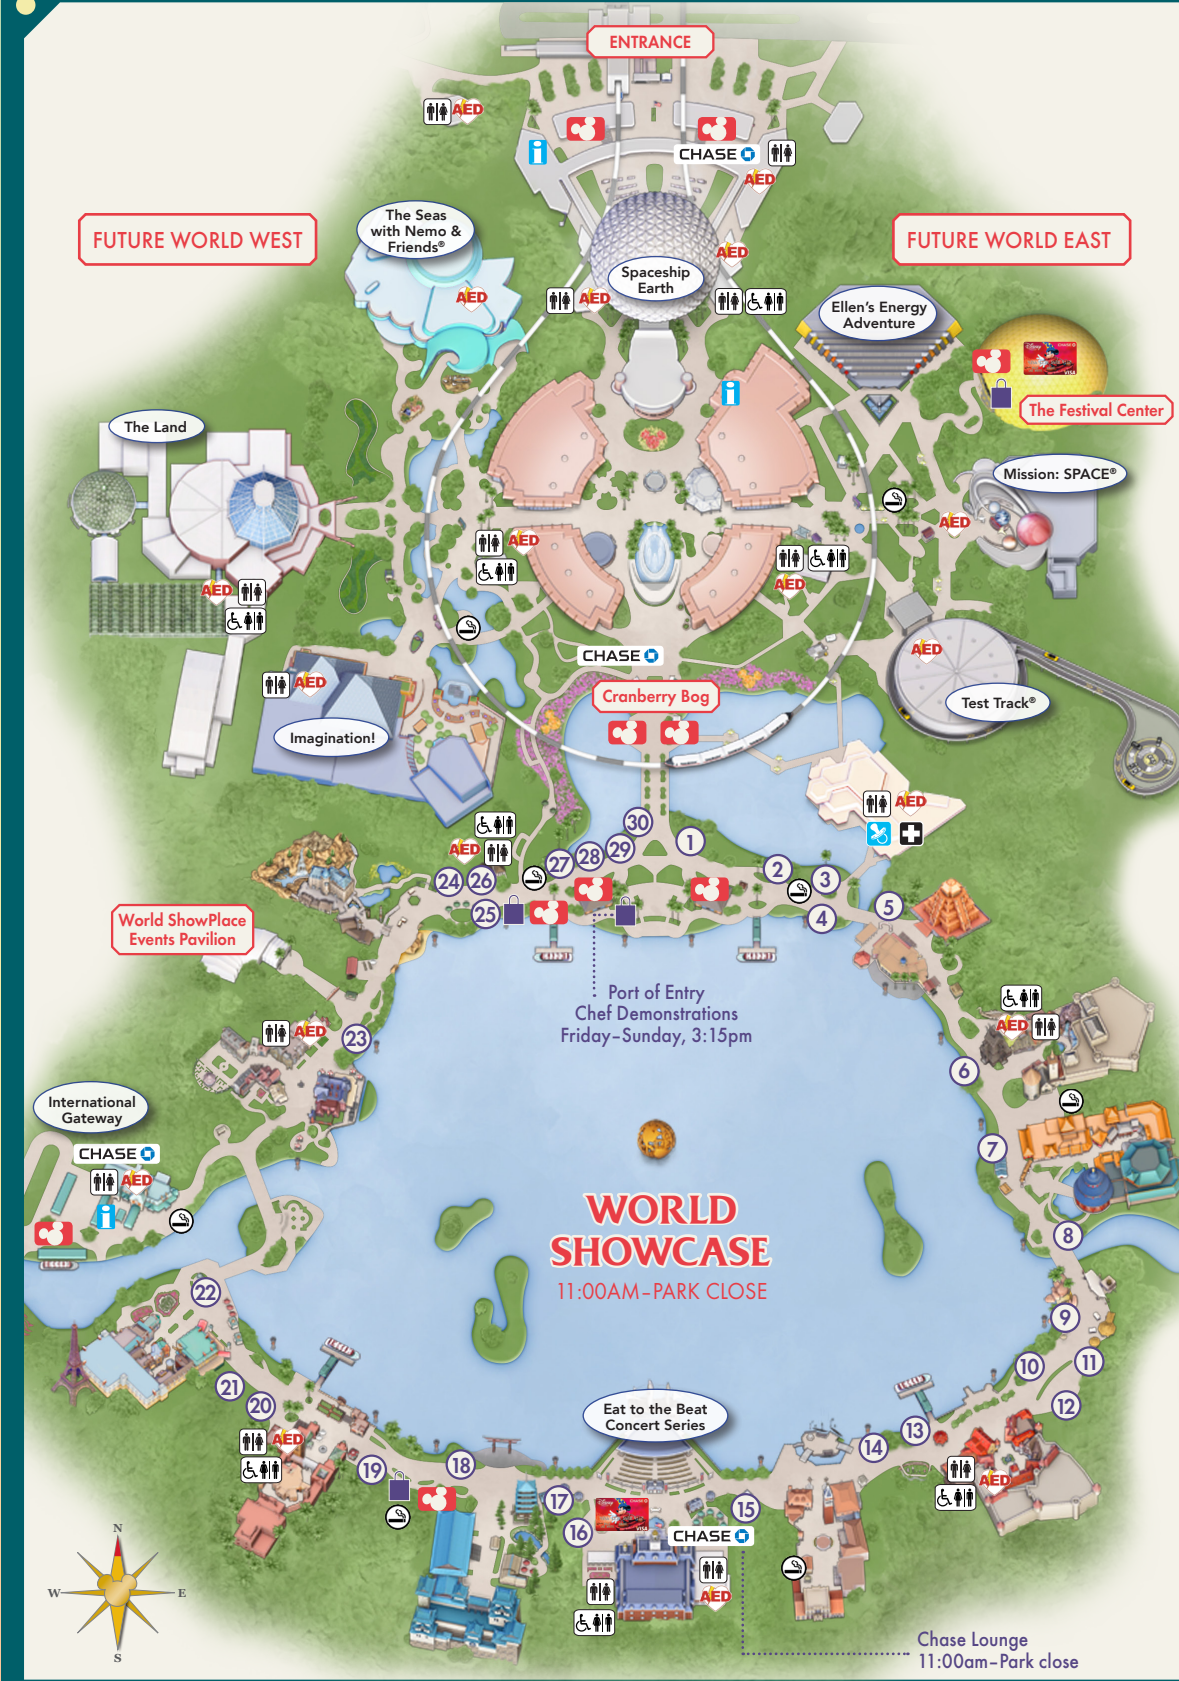 ENTRANCE
AED
CHASE
AED
FUTURE WORLD WEST
The Seas
with Nemo &
Friends®
FUTURE WORLD EAST
AED
Spaceship
Earth
AED
AED
Ellen's Energy
Adventure
CHASE
VISA
The Festival Center
The Land
Mission: SPACE®
AED
AED
AED
AED
CHASE
AED
AED
Imagination!
Cranberry Bog
Test Track®
AED
30
1
AED
29
28
27
2
3
24
26
25
4
5
World ShowPlace
Events Pavilion
Port of Entry
Chef Demonstrations
Friday–Sunday, 3:15pm
AED
23
AED
6
International
Gateway
CHASE
AED
7
WORLD
SHOWCASE
11:00AM–PARK CLOSE
8
22
9
10
11
21
20
12
Eat to the Beat
Concert Series
13
14
AED
19
18
AED
17
16
CHASE
VISA
15
CHASE
AED
N
W
E
S
Chase Lounge
11:00am–Park close